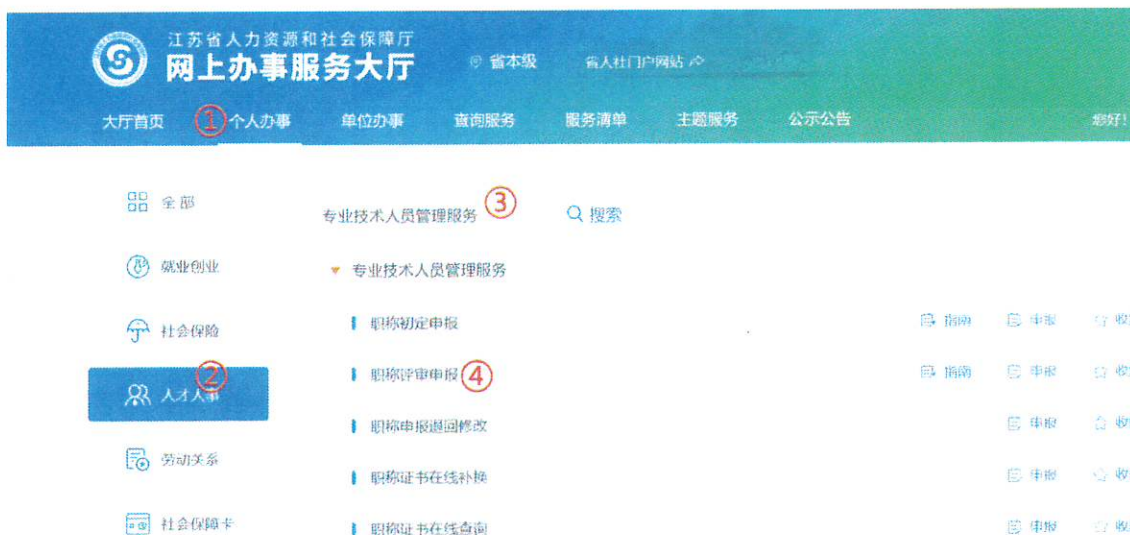 江苏省人力资源和社会保障厅
网上办事服务大厅
省本级
省人社门户网站
大厅首页 ① 个人办事 单位办事 查询服务 服务清单 主题服务 公示公告 您好!
全部
专业技术人员管理服务 ③ 搜索
就业创业
专业技术人员管理服务
社会保险
职称初定申报 指南 申报 收
② 人才人事
职称评审申报 ④ 指南 申报 收
职称申报退回修改 申报 收
劳动关系
职称证书在线补换 申报 收
社会保障卡
职称证书在线查询 申报 收